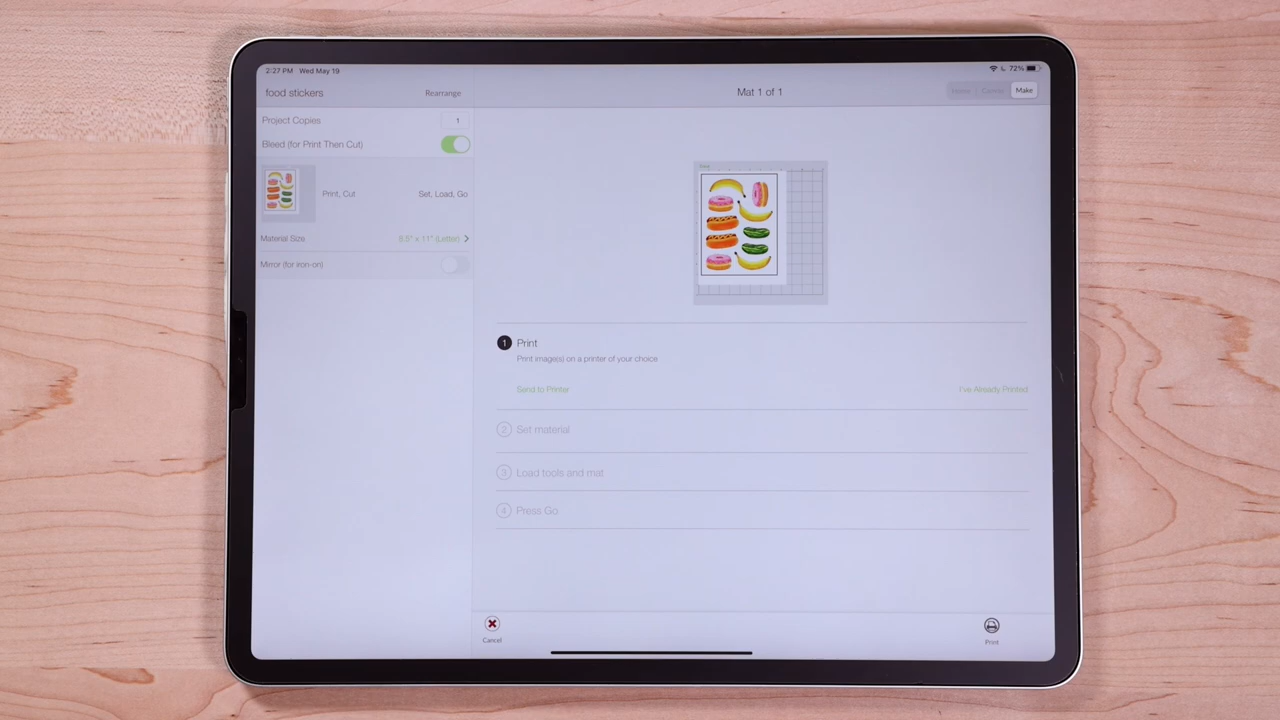 2:27 PM Wed May 19
72%
food stickers
Rearrange
Mat 1 of 1
Home
Canvas
Make
Project Copies
1
Bleed (for Print Then Cut)
Print, Cut
Set, Load, Go
Material Size
8.5" x 11" (Letter)
Mirror (for iron-on)
1 Print
Print image(s) on a printer of your choice
Send to Printer
I've Already Printed
2 Set material
3 Load tools and mat
4 Press Go
Cancel
Print